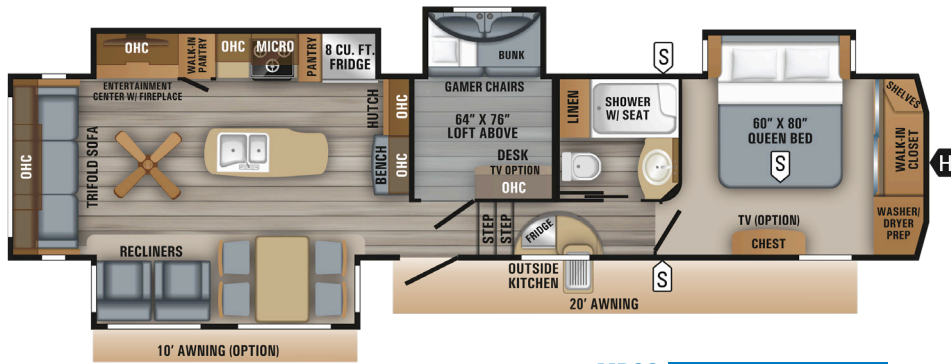 OHC
WALK-IN
PANTRY
OHC
MICRO
PANTRY
8 CU. FT.
FRIDGE
ENTERTAINMENT
CENTER W/ FIREPLACE
HUTCH
OHC
BENCH
OHC
OHC
TRIFOLD SOFA
RECLINERS
10' AWNING (OPTION)
BUNK
GAMER CHAIRS
64" X 76"
LOFT ABOVE
DESK
TV OPTION
OHC
STEP
STEP
FRIDGE
OUTSIDE
KITCHEN
20' AWNING
LINEN
SHOWER
W/ SEAT
S
S
60" X 80"
QUEEN BED
S
TV (OPTION)
CHEST
SHELVES
WALK-IN
CLOSET
WASHER/
DRYER
PREP
H